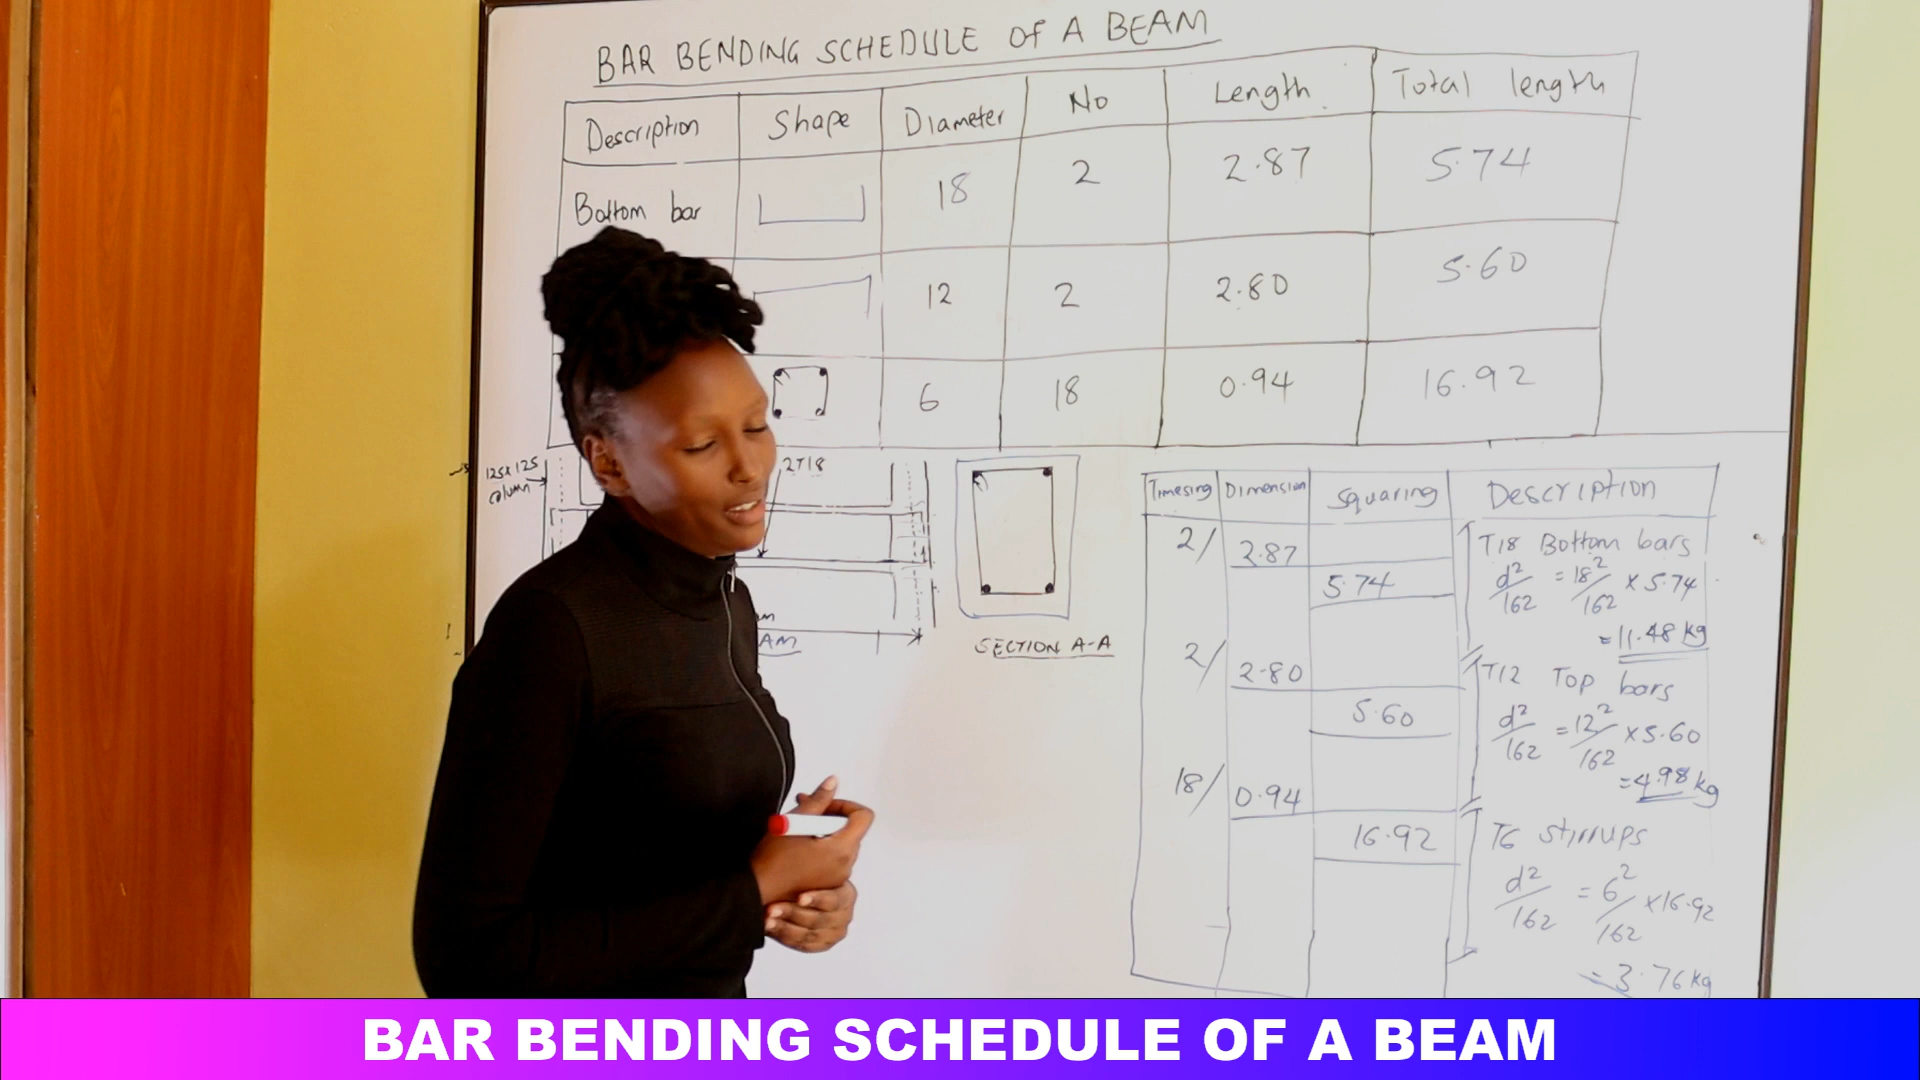 BAR BENDING SCHEDULE OF A BEAM
Description Shape Diameter No Length Total length
Bottom bar 18 2 2.87 5.74
12 2 2.80 5.60
6 18 0.94 16.92
125x125
column
2T18
AM
SECTION A-A
Timesing Dimension Squaring Description
2/ 2.87 T18 Bottom bars
5.74 d²/162 = 18²/162 x 5.74
= 11.48 kg
2/ 2.80 T12 Top bars
5.60 d²/162 = 12²/162 x 5.60
= 4.98 kg
18/ 0.94
16.92 T6 stirrups
d²/162 = 6²/162 x 16.92
= 3.76 kg
BAR BENDING SCHEDULE OF A BEAM